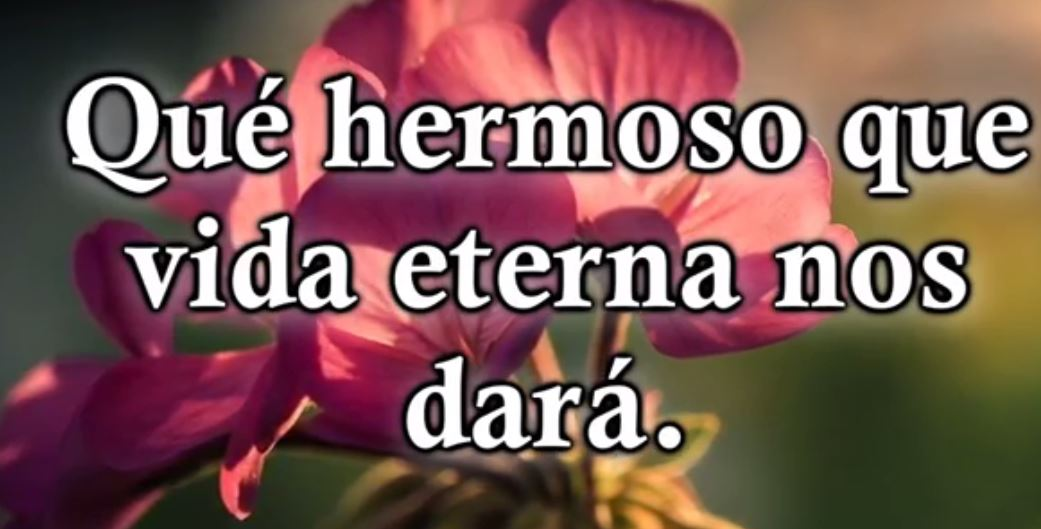 Qué hermoso que
vida eterna nos
dará.